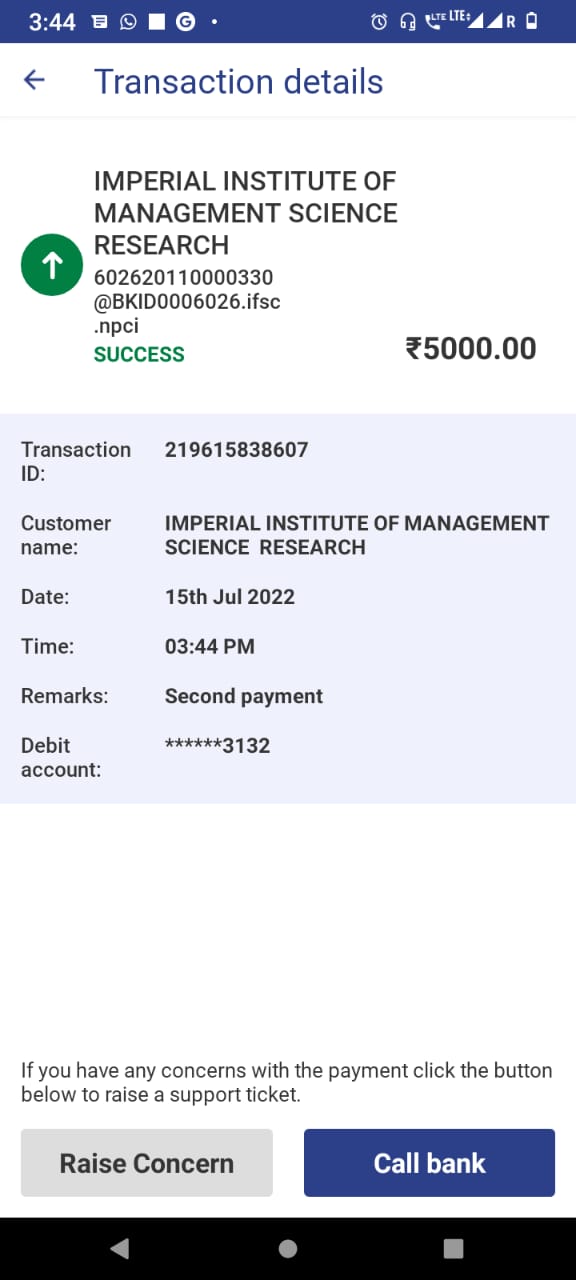 3:44
LTE LTE R
Transaction details
IMPERIAL INSTITUTE OF
MANAGEMENT SCIENCE
RESEARCH
602620110000330
@BKID0006026.ifsc
.npci
SUCCESS
₹5000.00
Transaction
ID:
219615838607
Customer
name:
IMPERIAL INSTITUTE OF MANAGEMENT
SCIENCE  RESEARCH
Date:
15th Jul 2022
Time:
03:44 PM
Remarks:
Second payment
Debit
account:
******3132
If you have any concerns with the payment click the button
below to raise a support ticket.
Raise Concern
Call bank